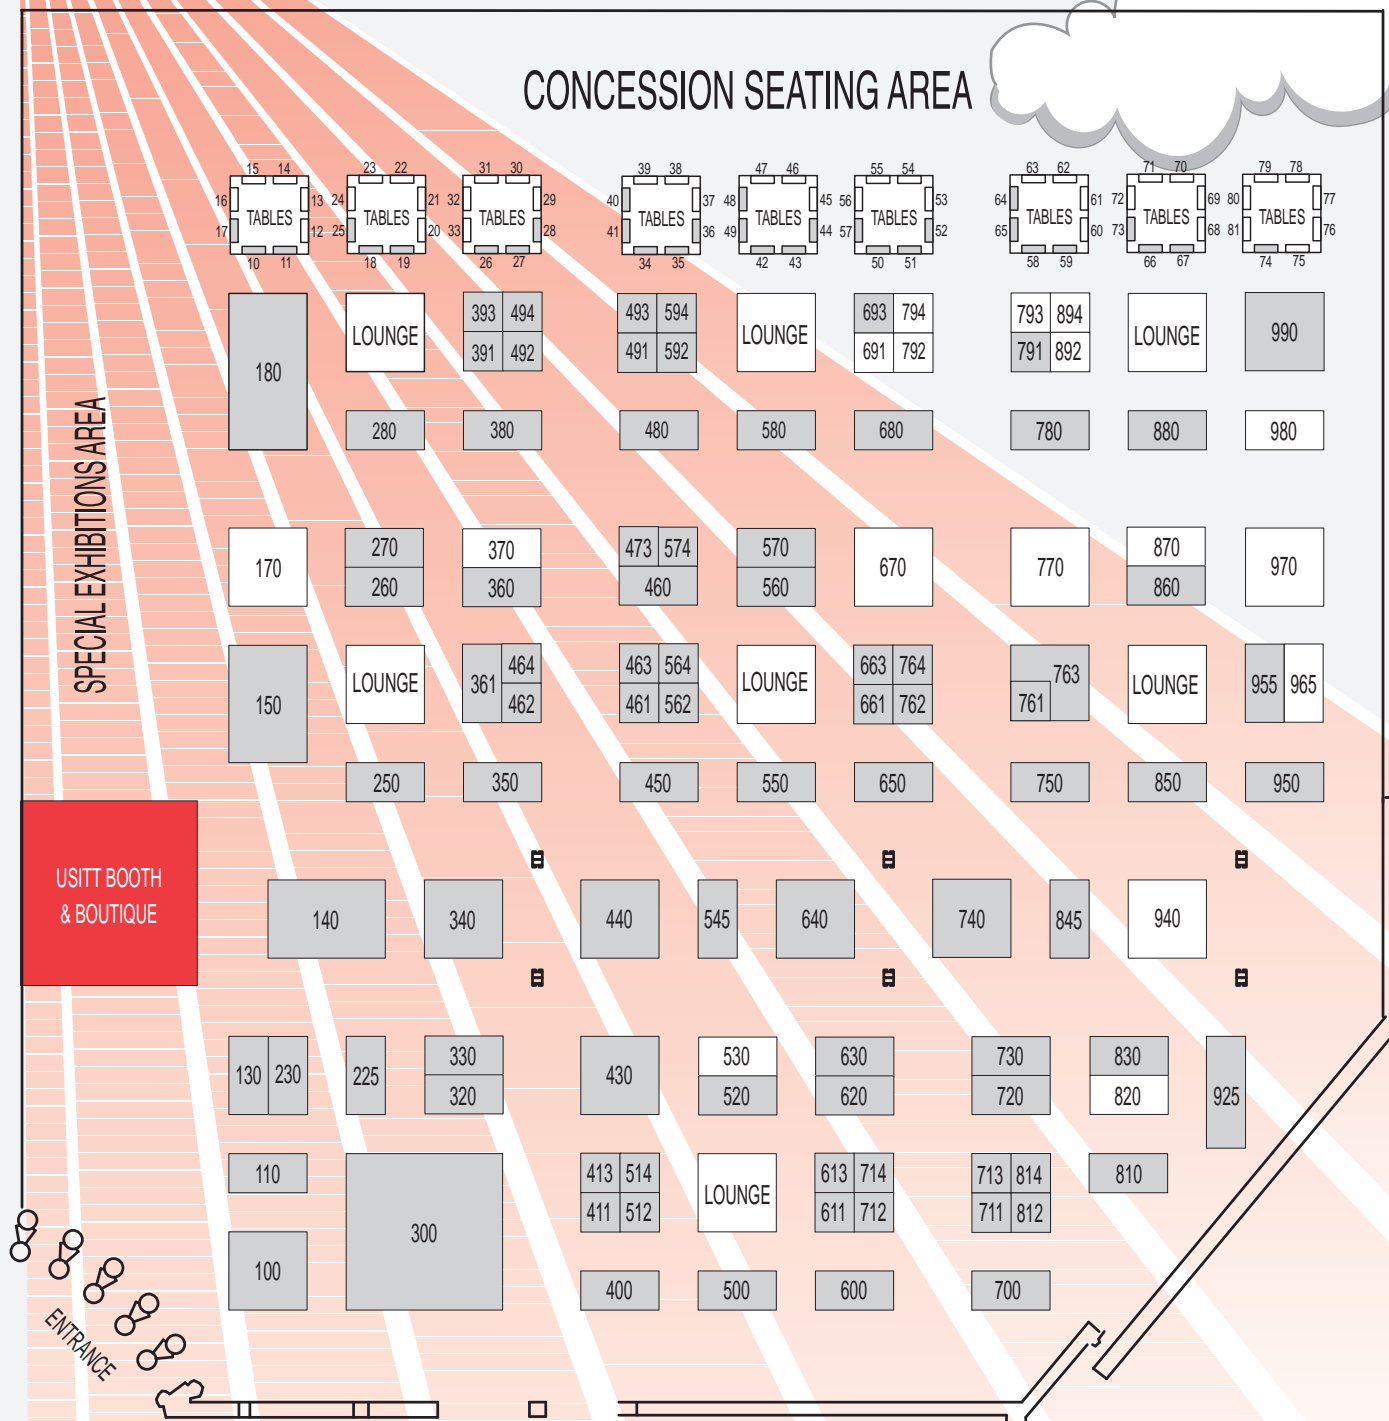 CONCESSION SEATING AREA
15 14 23 22 31 30 39 38 47 46 55 54 63 62 71 70 79 78
16 13 24 21 32 29 40 37 48 45 56 53 64 61 72 69 80 77
TABLES TABLES TABLES TABLES TABLES TABLES TABLES TABLES TABLES
17 12 25 20 33 28 41 36 49 44 57 52 65 60 73 68 81 76
10 11 18 19 26 27 34 35 42 43 50 51 58 59 66 67 74 75
393 494 493 594 693 794 793 894
180 LOUNGE LOUNGE LOUNGE 990
391 492 491 592 691 792 791 892
280 380 480 580 680 780 880 980
SPECIAL EXHIBITIONS AREA
270 370 473 574 570 870
170 670 770 970
260 360 460 560 860
464 463 564 663 764 763
150 LOUNGE 361 LOUNGE LOUNGE 955 965
462 461 562 661 762 761
250 350 450 550 650 750 850 950
USITT BOOTH
& BOUTIQUE
140 340 440 545 640 740 845 940
330 530 630 730 830
130 230 225 430 925
320 520 620 720 820
110 413 514 613 714 713 814 810
300 LOUNGE
411 512 611 712 711 812
100 400 500 600 700
ENTRANCE